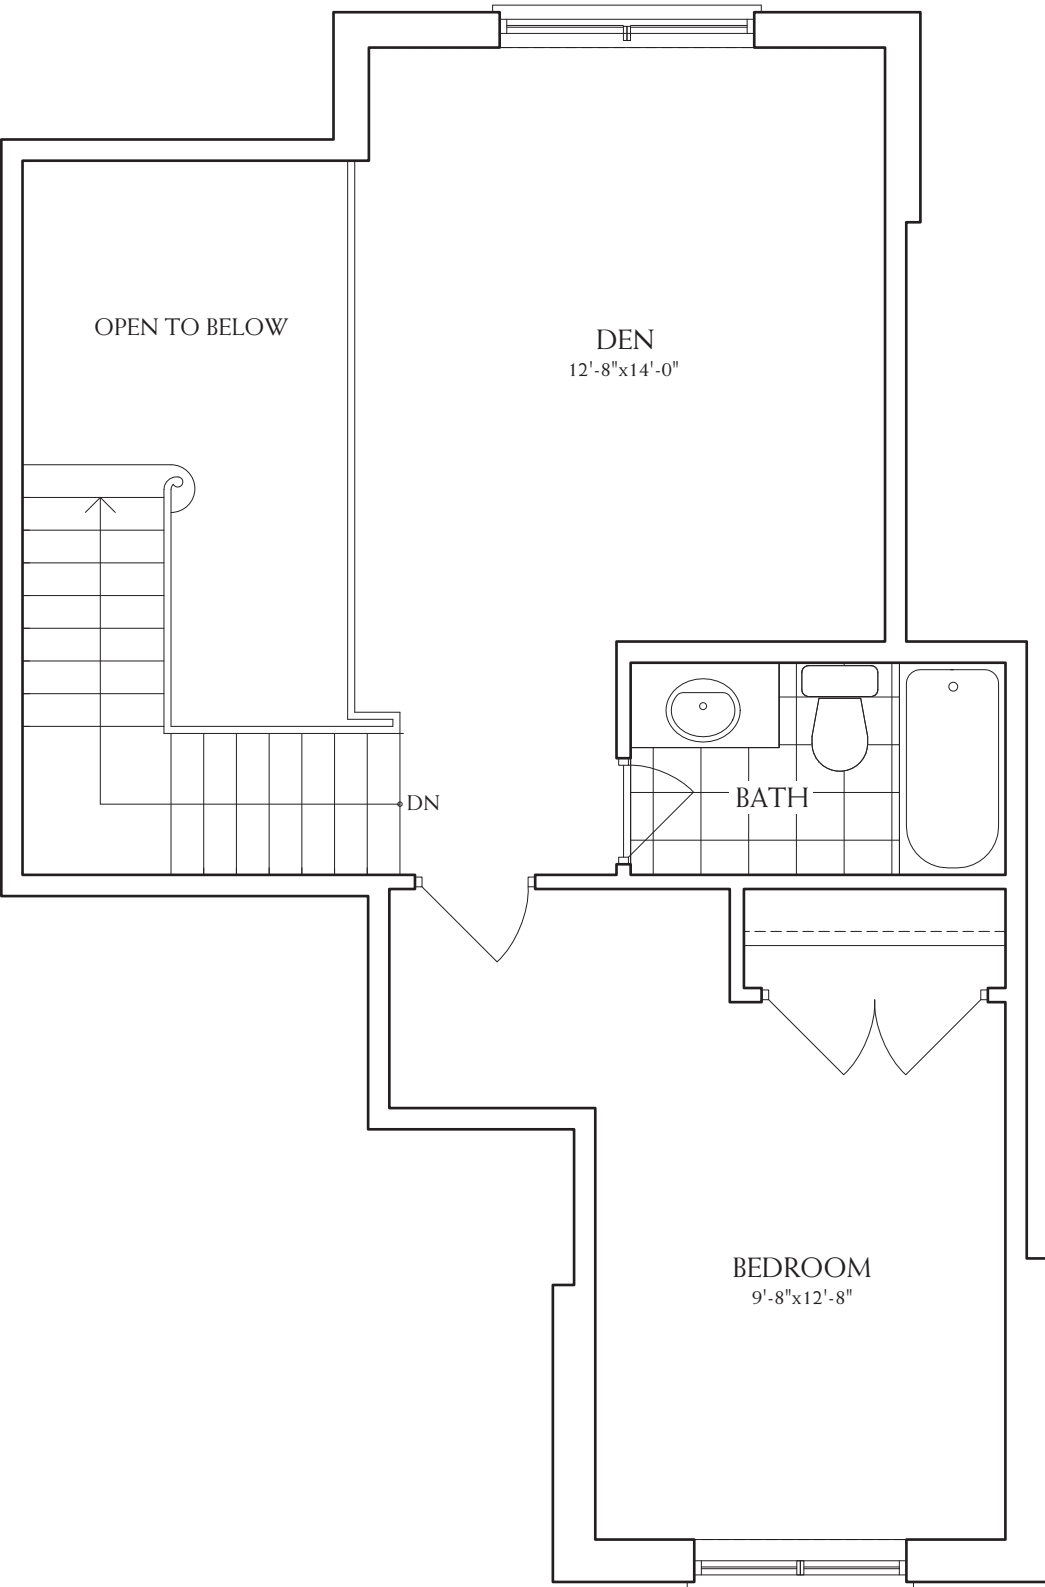 OPEN TO BELOW
DEN
12'-8"x14'-0"
DN
BATH
BEDROOM
9'-8"x12'-8"